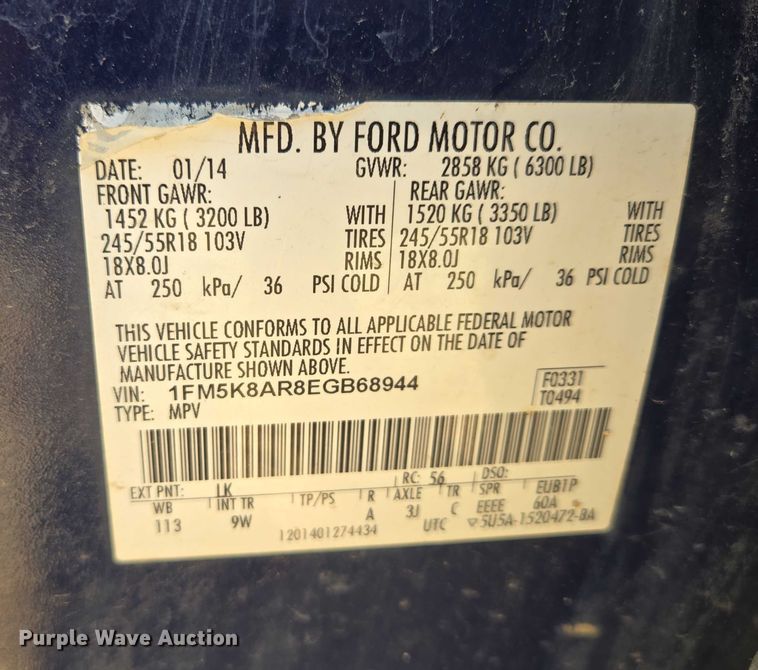 MFD. BY FORD MOTOR CO.
DATE: 01/14 GVWR: 2858 KG ( 6300 LB)
FRONT GAWR: REAR GAWR:
1452 KG ( 3200 LB) WITH 1520 KG ( 3350 LB) WITH
245/55R18 103V TIRES 245/55R18 103V TIRES
18X8.0J RIMS 18X8.0J RIMS
AT 250 kPa/ 36 PSI COLD AT 250 kPa/ 36 PSI COLD
THIS VEHICLE CONFORMS TO ALL APPLICABLE FEDERAL MOTOR
VEHICLE SAFETY STANDARDS IN EFFECT ON THE DATE OF
MANUFACTURE SHOWN ABOVE.
VIN: 1FM5K8AR8EGB68944 F0331
TYPE: MPV T0494
EXT PNT: LK RC: 56 DSO:
WB INT TR TP/PS R AXLE TR SPR EUB1P
113 9W A 3J C EEEE 60A
1201401274434 UTC ▽5U5A-1520472-BA
Purple Wave Auction